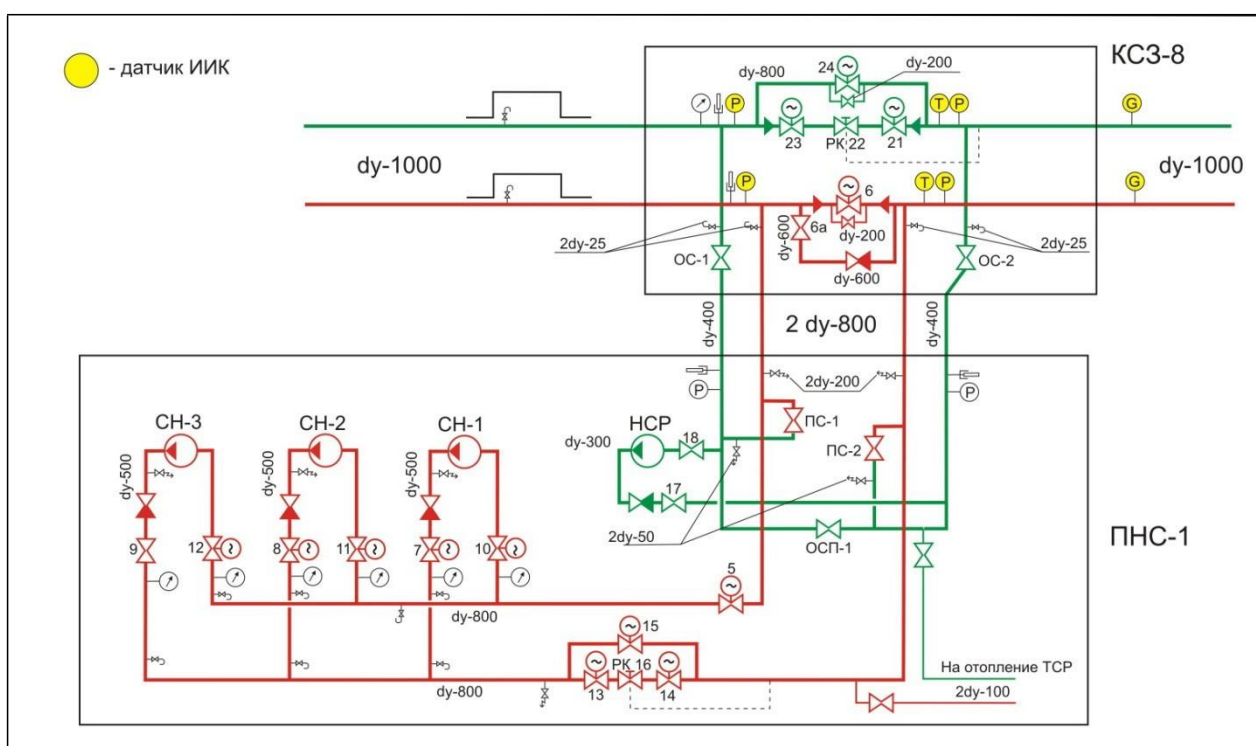 - датчик ИИК
КСЗ-8
24
dy-200
dy-800
P
T
P
G
23
РК 22
21
dy-1000
dy-1000
P
6
T
P
G
6а
dy-200
dy-600
dy-600
2dy-25
2dy-25
ОС-1
ОС-2
dy-400
2 dy-800
dy-400
2dy-200
P
P
СН-3
СН-2
СН-1
НСР
ПС-1
dy-300
18
ПС-2
dy-500
dy-500
dy-500
17
2dy-50
ОСП-1
ПНС-1
9
12
8
11
7
10
5
dy-800
15
РК 16
На отопление ТСР
dy-800
13
14
2dy-100